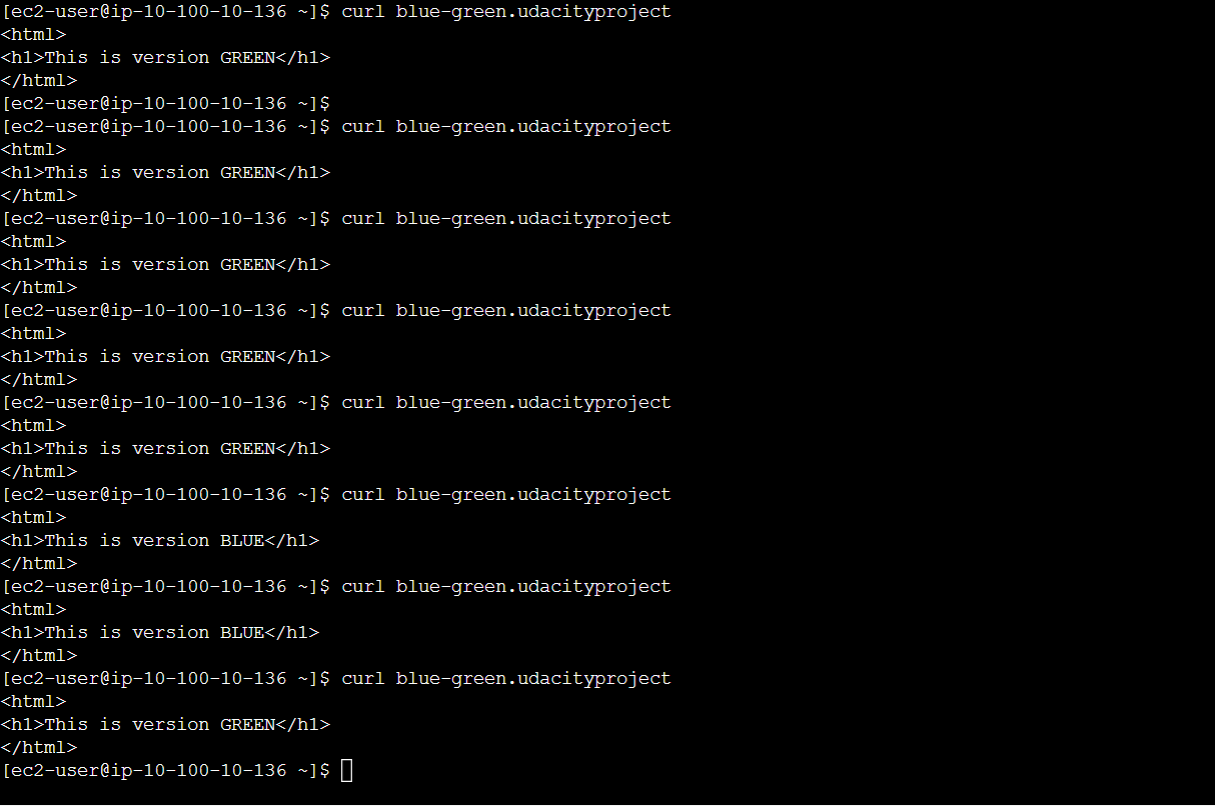 [ec2-user@ip-10-100-10-136 ~]$ curl blue-green.udacityproject
<html>
<h1>This is version GREEN</h1>
</html>
[ec2-user@ip-10-100-10-136 ~]$
[ec2-user@ip-10-100-10-136 ~]$ curl blue-green.udacityproject
<html>
<h1>This is version GREEN</h1>
</html>
[ec2-user@ip-10-100-10-136 ~]$ curl blue-green.udacityproject
<html>
<h1>This is version GREEN</h1>
</html>
[ec2-user@ip-10-100-10-136 ~]$ curl blue-green.udacityproject
<html>
<h1>This is version GREEN</h1>
</html>
[ec2-user@ip-10-100-10-136 ~]$ curl blue-green.udacityproject
<html>
<h1>This is version GREEN</h1>
</html>
[ec2-user@ip-10-100-10-136 ~]$ curl blue-green.udacityproject
<html>
<h1>This is version BLUE</h1>
</html>
[ec2-user@ip-10-100-10-136 ~]$ curl blue-green.udacityproject
<html>
<h1>This is version BLUE</h1>
</html>
[ec2-user@ip-10-100-10-136 ~]$ curl blue-green.udacityproject
<html>
<h1>This is version GREEN</h1>
</html>
[ec2-user@ip-10-100-10-136 ~]$